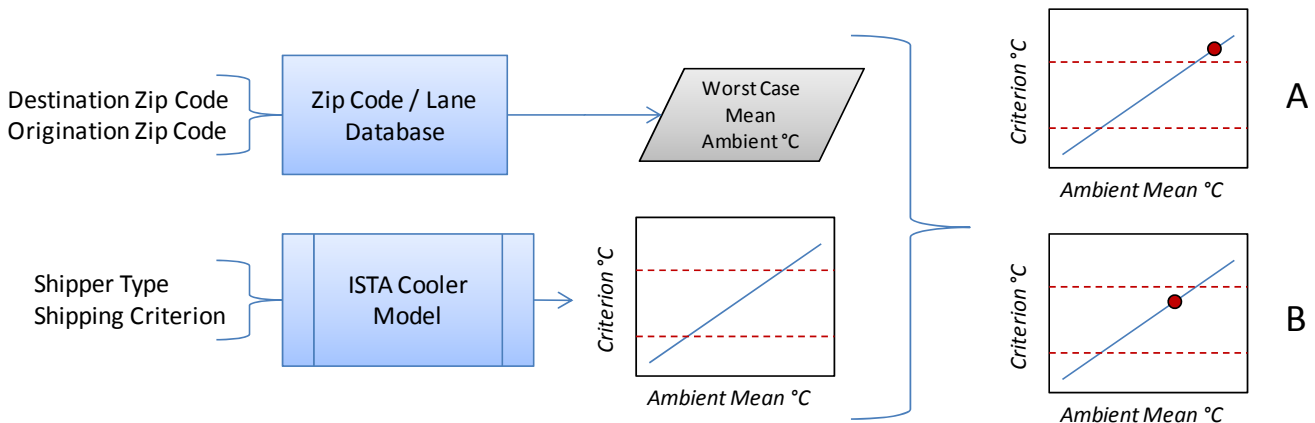 Destination Zip Code
Origination Zip Code
Zip Code / Lane
Database
Worst Case
Mean
Ambient °C
Criterion °C
Ambient Mean °C
A
Shipper Type
Shipping Criterion
ISTA Cooler
Model
Criterion °C
Ambient Mean °C
Criterion °C
Ambient Mean °C
B